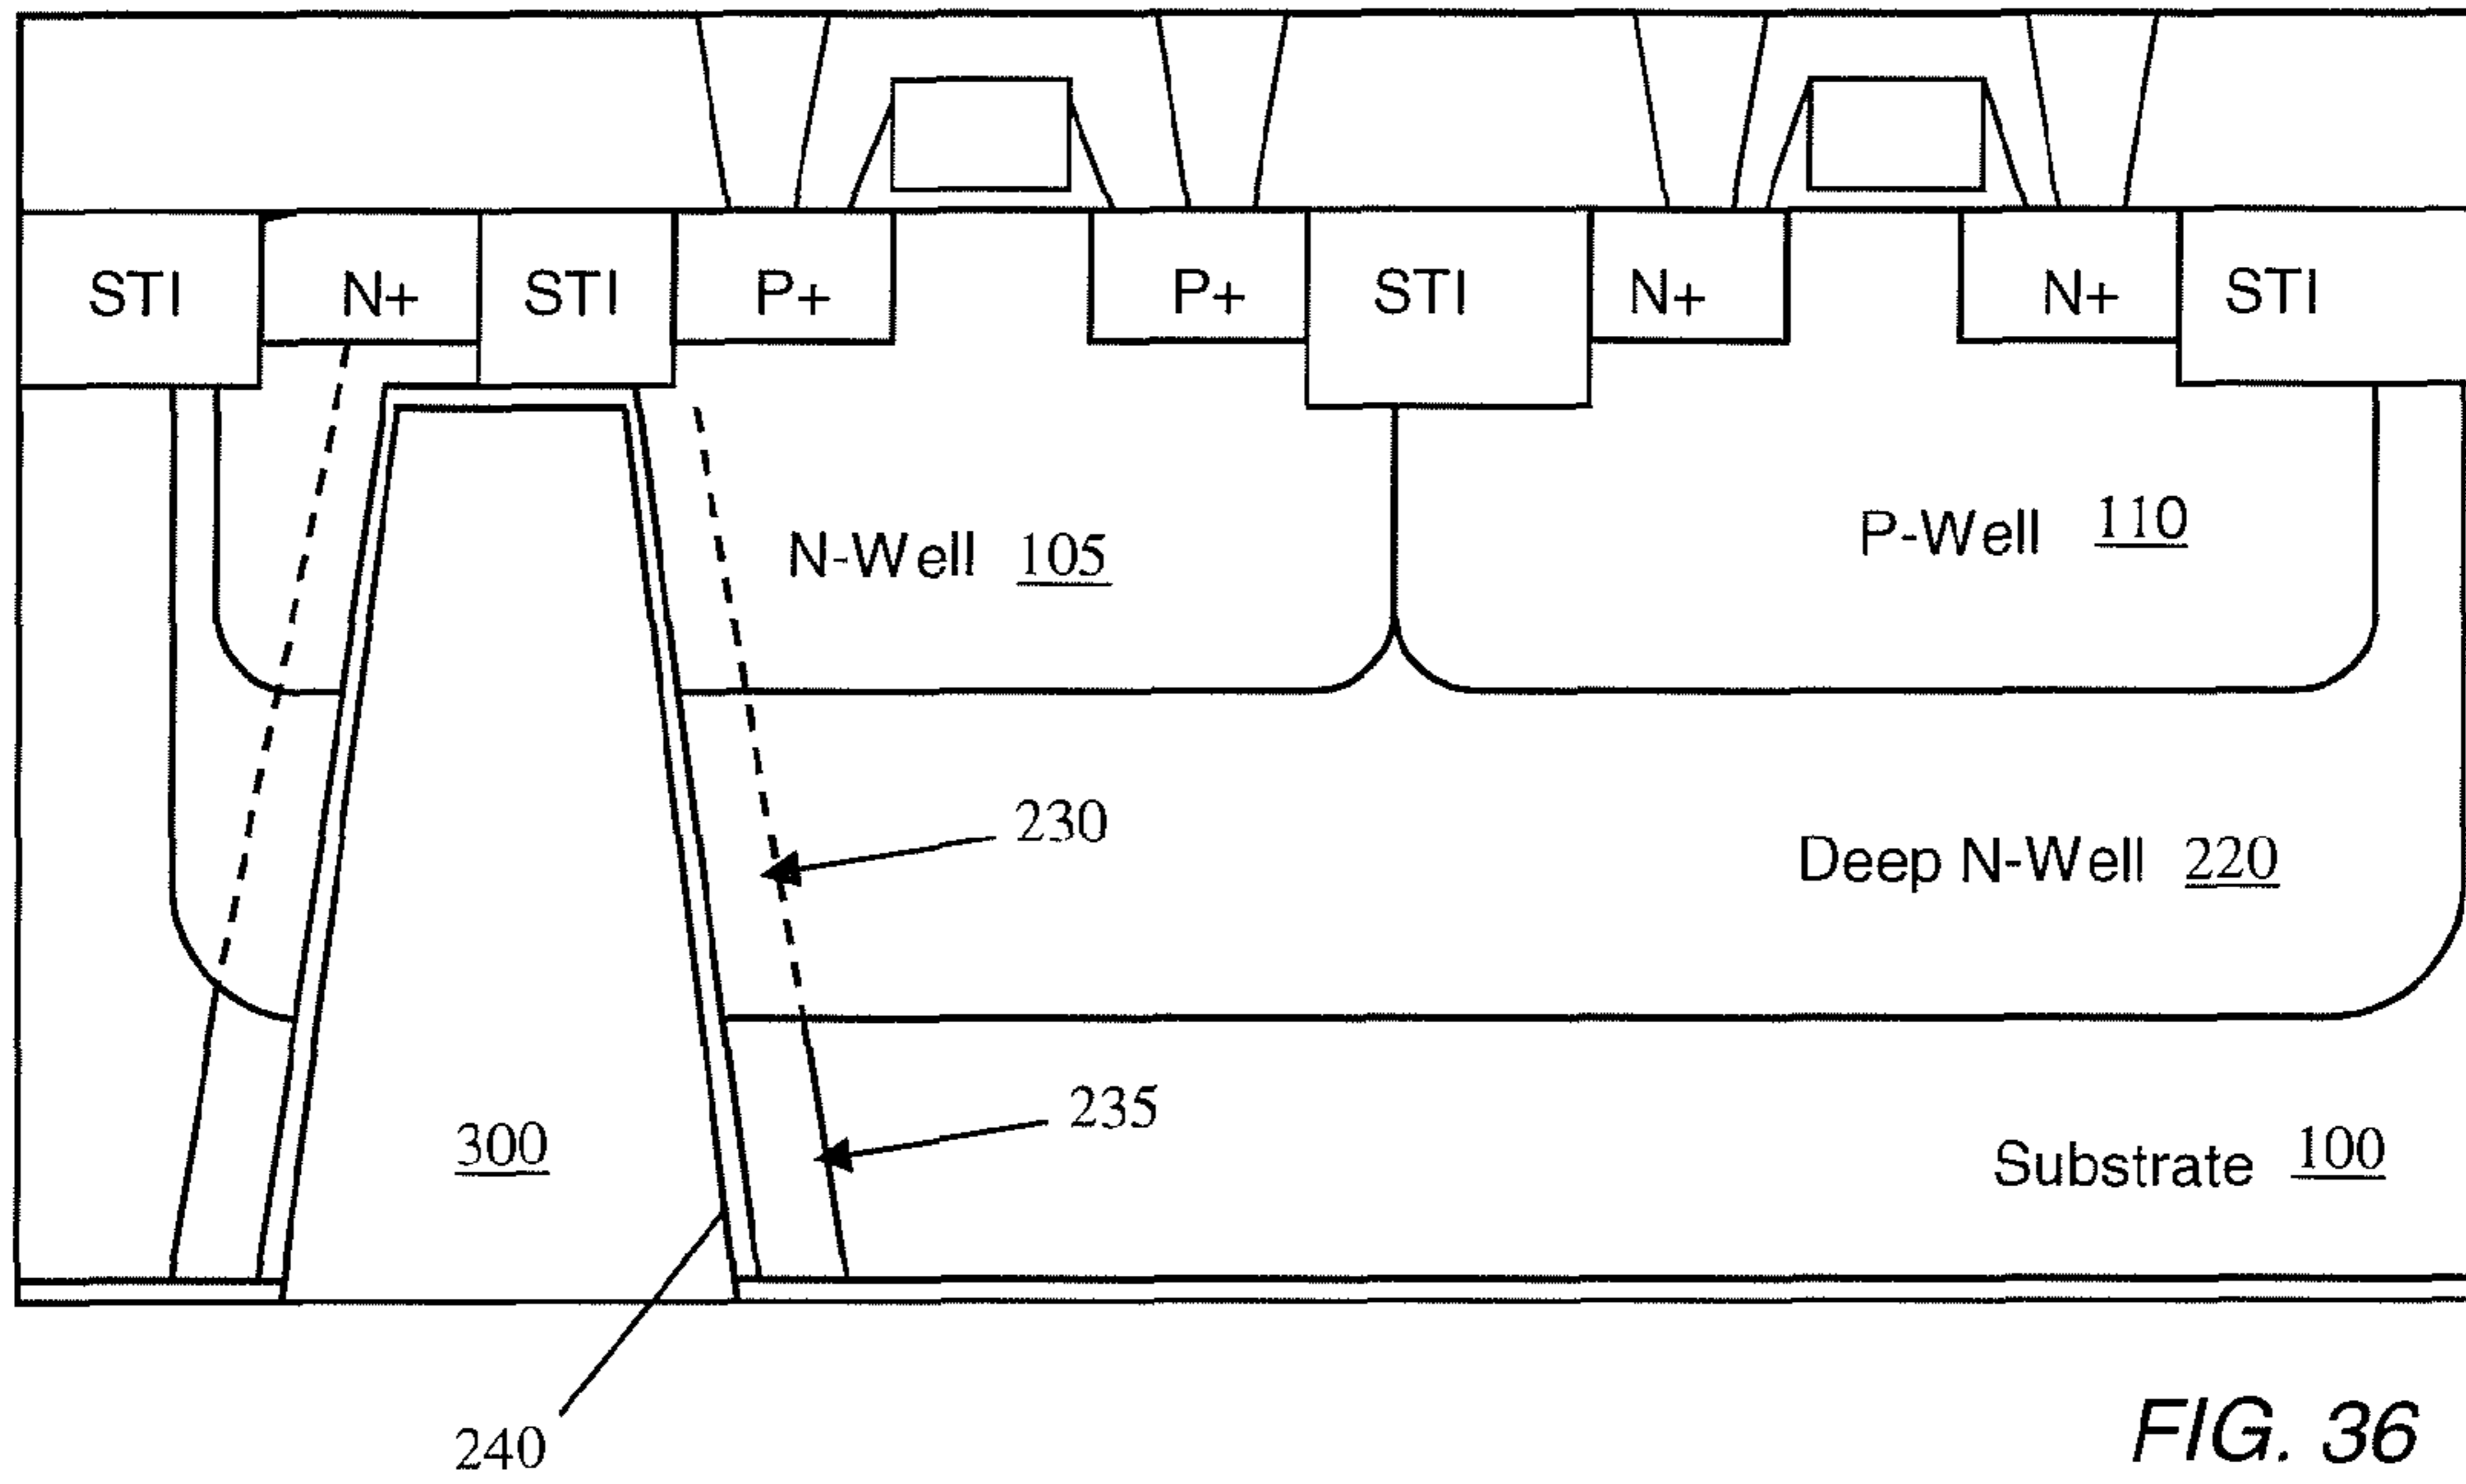 STI N+ STI P+ P+ STI N+ N+ STI
N-Well 105
P-Well 110
230
Deep N-Well 220
235
300
Substrate 100
240
FIG. 36